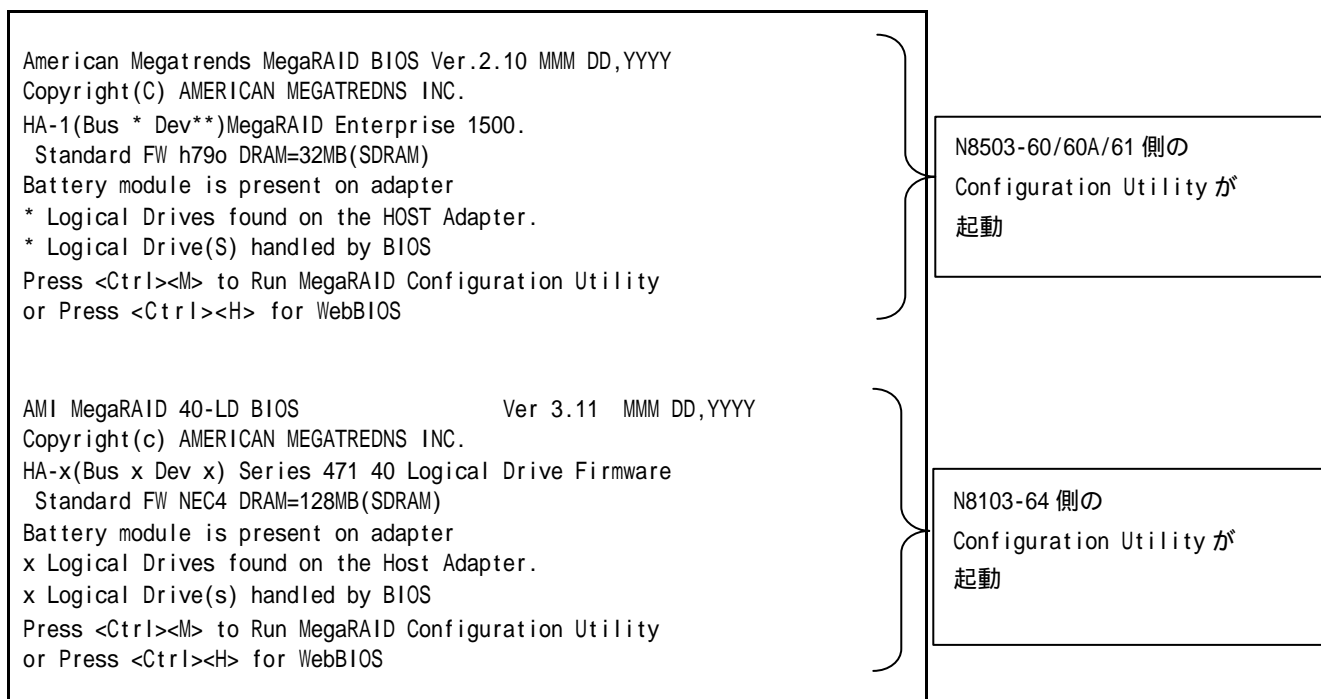 American Megatrends MegaRAID BIOS Ver.2.10 MMM DD,YYYY
Copyright(C) AMERICAN MEGATREDNS INC.
HA-1(Bus * Dev**)MegaRAID Enterprise 1500.
Standard FW h79o DRAM=32MB(SDRAM)
Battery module is present on adapter
* Logical Drives found on the HOST Adapter.
* Logical Drive(S) handled by BIOS
Press <Ctrl><M> to Run MegaRAID Configuration Utility
or Press <Ctrl><H> for WebBIOS
N8503-60/60A/61 側の
Configuration Utility が
起動
AMI MegaRAID 40-LD BIOS Ver 3.11 MMM DD,YYYY
Copyright(c) AMERICAN MEGATREDNS INC.
HA-x(Bus x Dev x) Series 471 40 Logical Drive Firmware
Standard FW NEC4 DRAM=128MB(SDRAM)
Battery module is present on adapter
x Logical Drives found on the Host Adapter.
x Logical Drive(s) handled by BIOS
Press <Ctrl><M> to Run MegaRAID Configuration Utility
or Press <Ctrl><H> for WebBIOS
N8103-64 側の
Configuration Utility が
起動